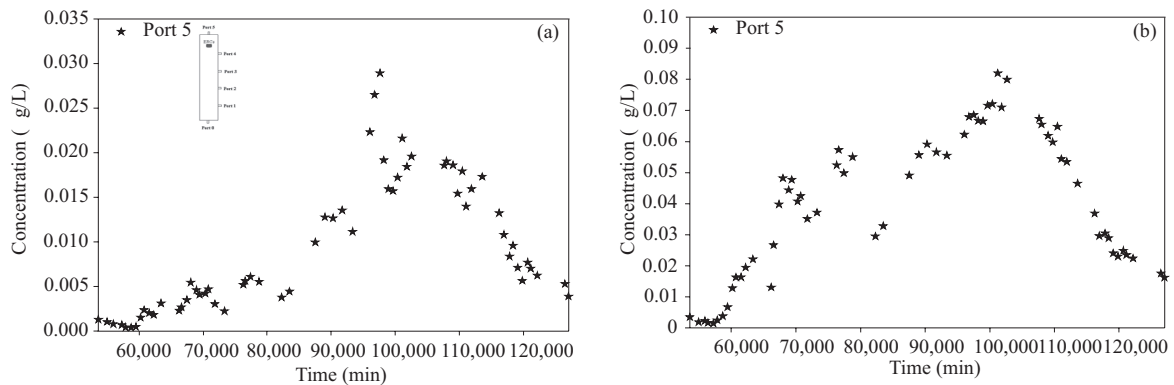 0.035
0.030
0.025
0.020
0.015
0.010
0.005
0.000
Concentration ( g/L)
Port 5
Port 5
Port 4
Port 3
Port 2
Port 1
Port 0
(a)
60,000 70,000 80,000 90,000 100,000 110,000 120,000
Time (min)
0.10
0.09
0.08
0.07
0.06
0.05
0.04
0.03
0.02
0.01
0
Concentration ( g/L)
Port 5
(b)
60,000 70,000 80,000 90,000 100,000 110,000 120,000
Time (min)